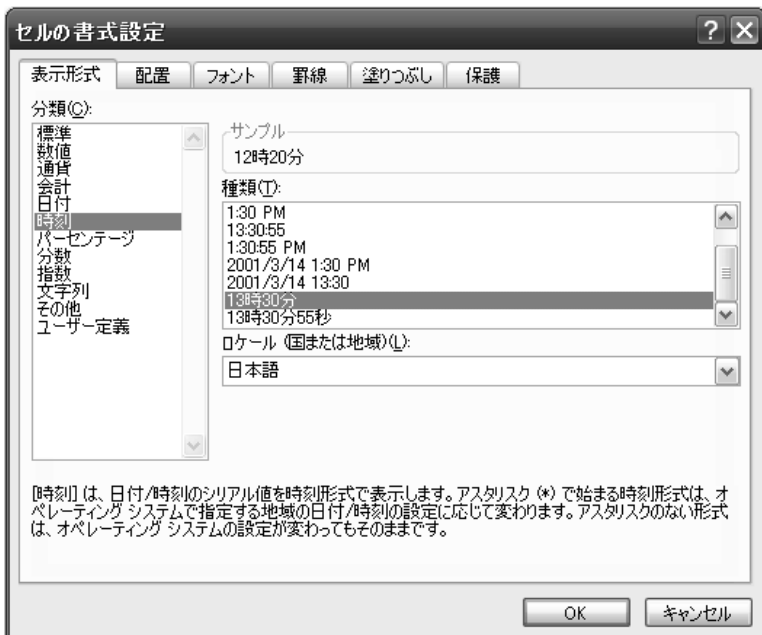 セルの書式設定
表示形式 配置 フォント 罫線 塗りつぶし 保護
分類(C):
標準
数値
通貨
会計
日付
時刻
パーセンテージ
分数
指数
文字列
その他
ユーザー定義
サンプル
12時20分
種類(T):
1:30 PM
13:30:55
1:30:55 PM
2001/3/14 1:30 PM
2001/3/14 13:30
13時30分
13時30分55秒
ロケール (国または地域)(L):
日本語
[時刻] は、日付/時刻のシリアル値を時刻形式で表示します。アスタリスク (*) で始まる時刻形式は、オ
ペレーティング システムで指定する地域の日付/時刻の設定に応じて変わります。アスタリスクのない形式
は、オペレーティング システムの設定が変わってもそのままです。
OK キャンセル